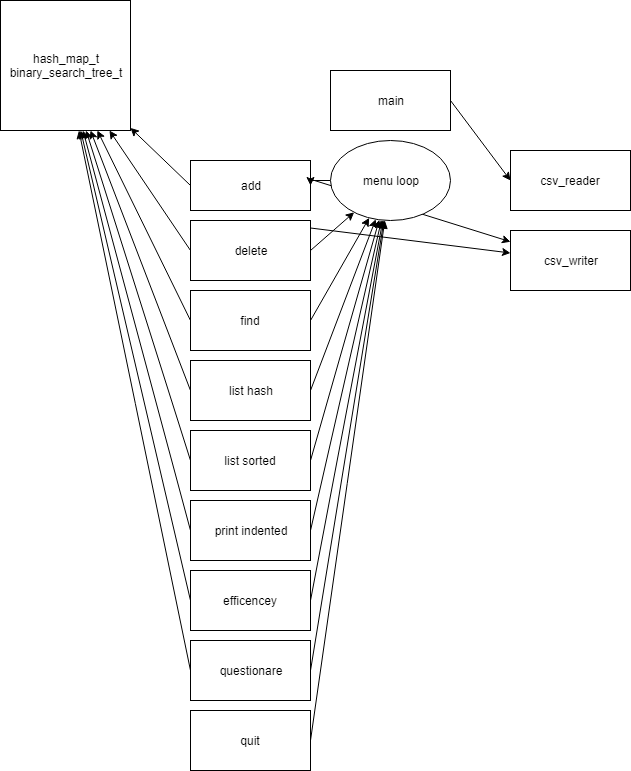 hash_map_t
binary_search_tree_t
main
add
menu loop
csv_reader
delete
csv_writer
find
list hash
list sorted
print indented
efficencey
questionare
quit